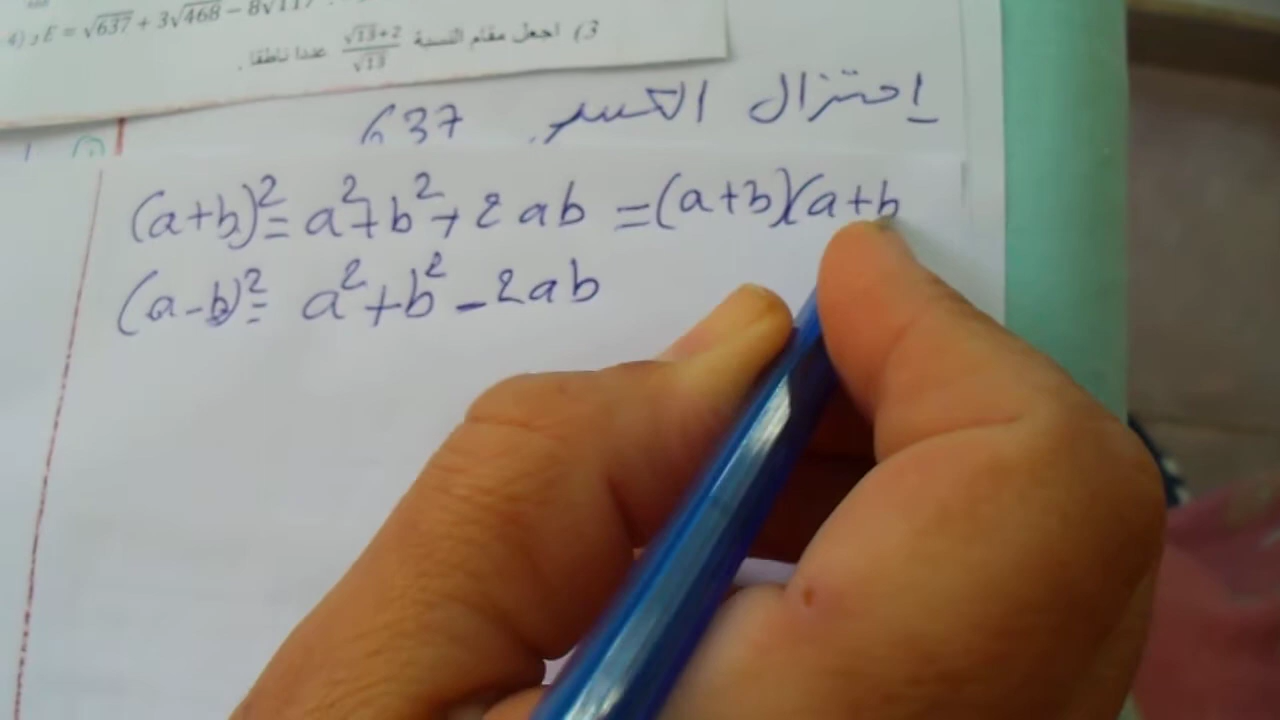 4) و E = √637 + 3√468 − 8√117
3) اجعل مقام النسبة (√13+2)/√13 عددا ناطقا .
اختزال الكسر . 637
(a+b)² = a²+b²+2ab = (a+b)(a+b
(a-b)² = a²+b²-2ab